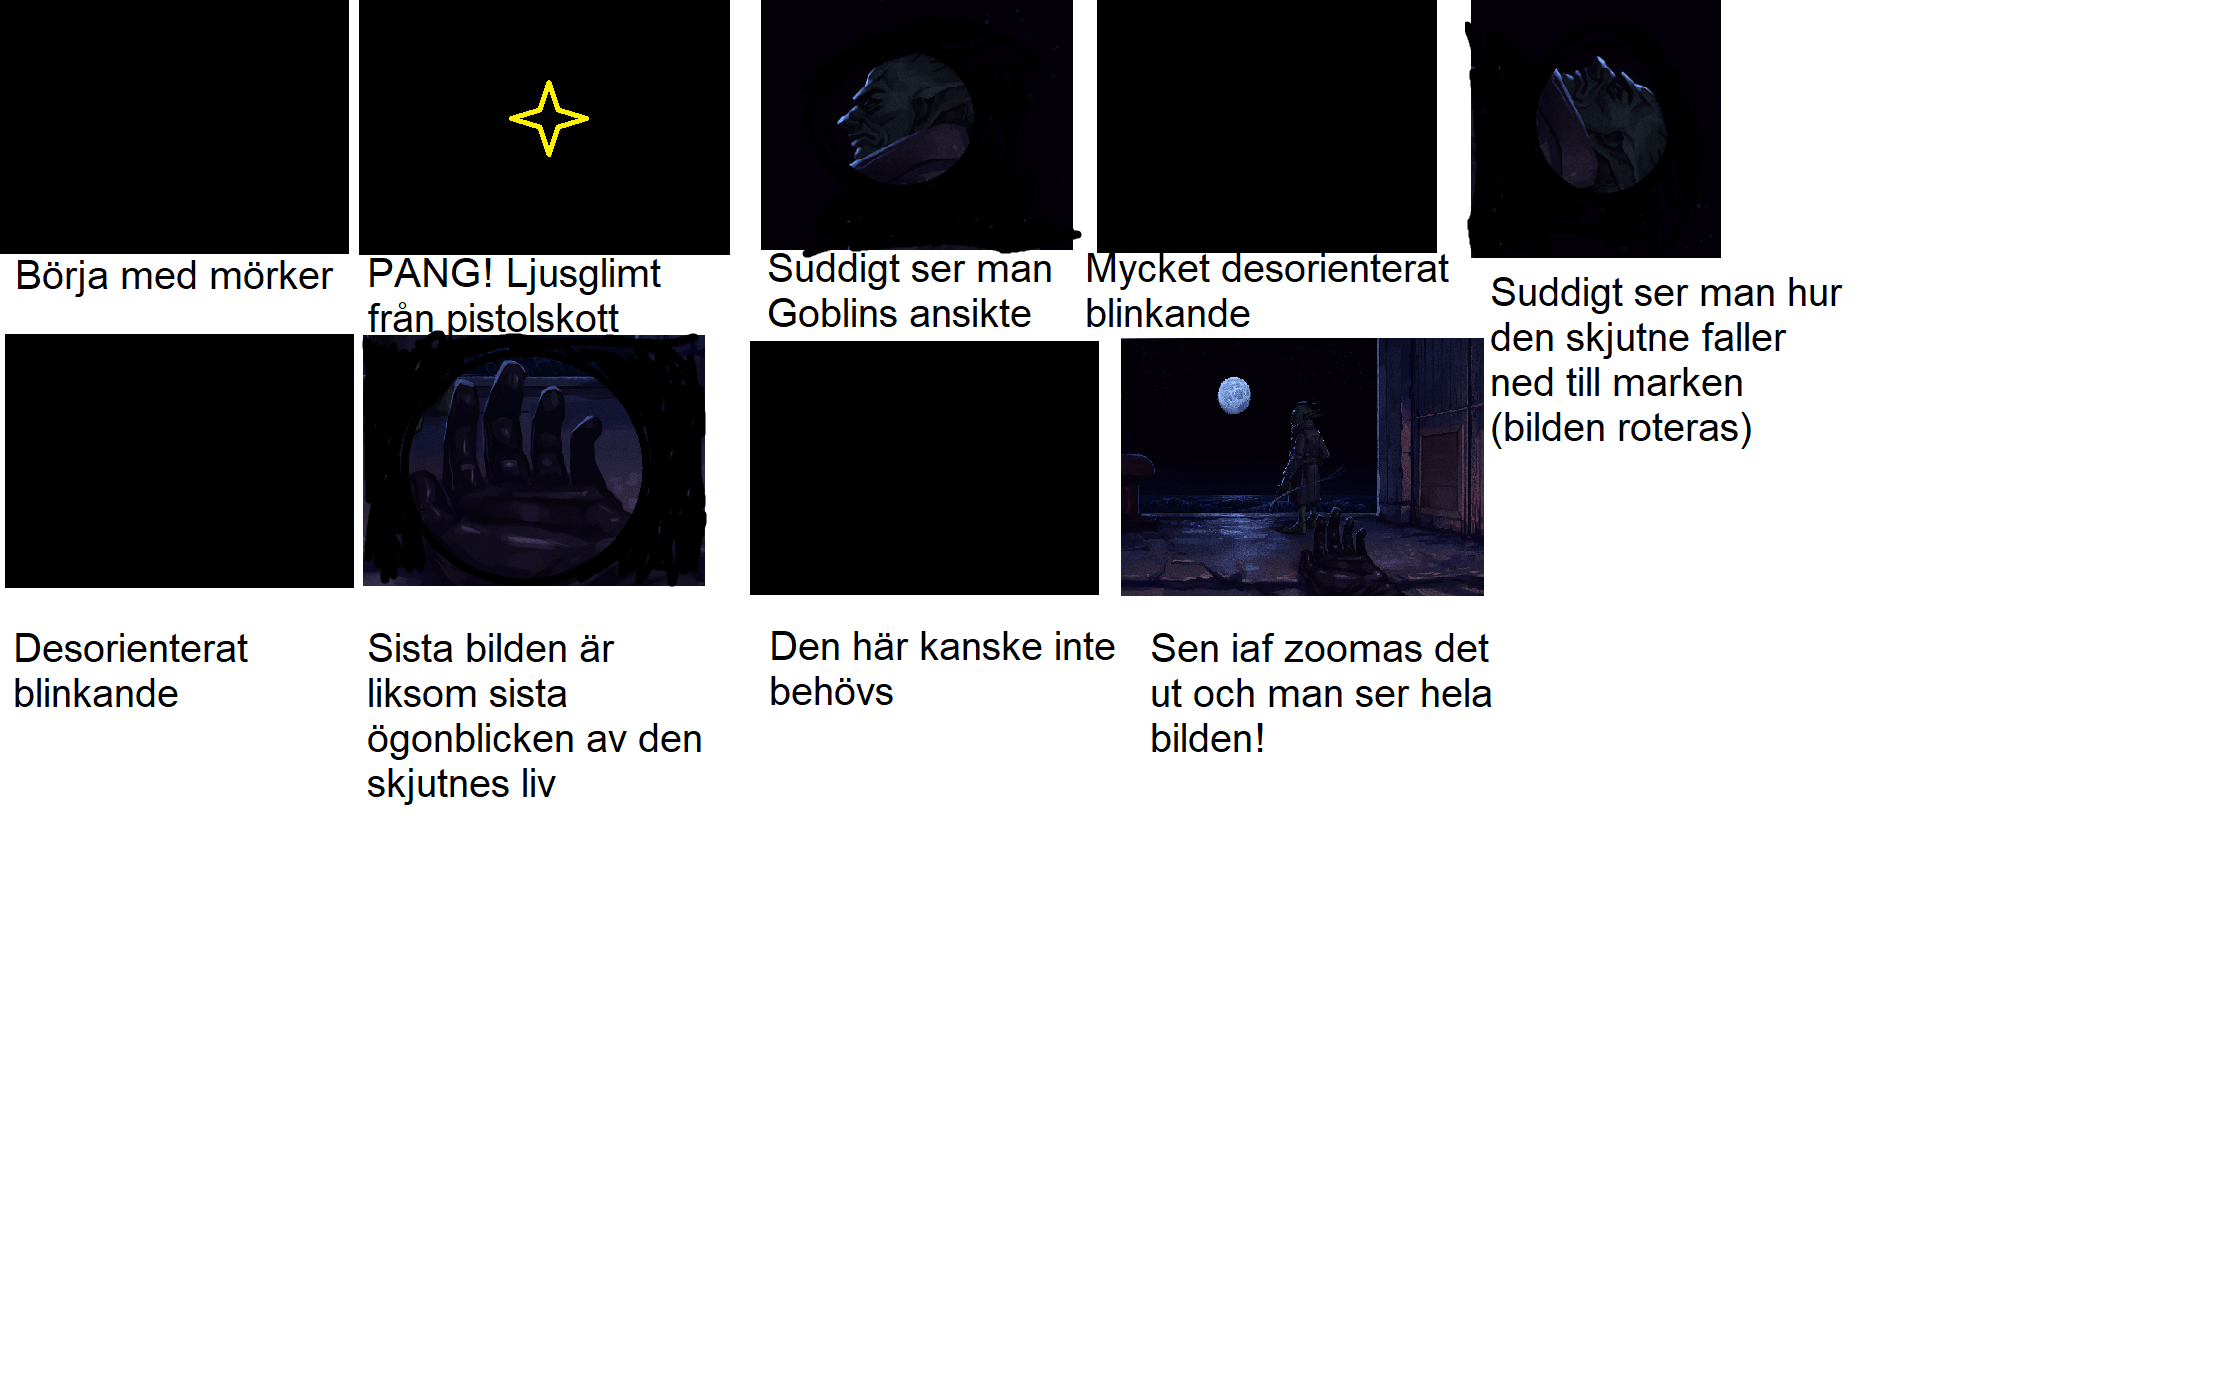 Börja med mörker
PANG! Ljusglimt
från pistolskott
Suddigt ser man
Goblins ansikte
Mycket desorienterat
blinkande
Suddigt ser man hur
den skjutne faller
ned till marken
(bilden roteras)
Desorienterat
blinkande
Sista bilden är
liksom sista
ögonblicken av den
skjutnes liv
Den här kanske inte
behövs
Sen iaf zoomas det
ut och man ser hela
bilden!